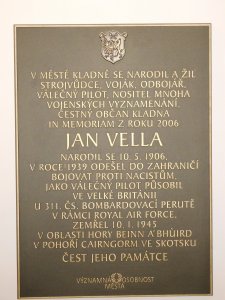 V MĚSTĚ KLADNĚ SE NARODIL A ŽIL
STROJVŮDCE, VOJÁK, ODBOJÁŘ,
VÁLEČNÝ PILOT, NOSITEL MNOHA
VOJENSKÝCH VYZNAMENÁNÍ,
ČESTNÝ OBČAN KLADNA
IN MEMORIAM Z ROKU 2006
JAN VELLA
NARODIL SE 10. 5. 1906,
V ROCE 1939 ODEŠEL DO ZAHRANIČÍ
BOJOVAT PROTI NACISTŮM,
JAKO VÁLEČNÝ PILOT PŮSOBIL
VE VELKÉ BRITÁNII
U 311. ČS. BOMBARDOVACÍ PERUTĚ
V RÁMCI ROYAL AIR FORCE,
ZEMŘEL 10. 1. 1945
V OBLASTI HORY BEINN A'BHÙIRD
V POHOŘÍ CAIRNGORM VE SKOTSKU
ČEST JEHO PAMÁTCE
VÝZNAMNÁ OSOBNOST
MĚSTA